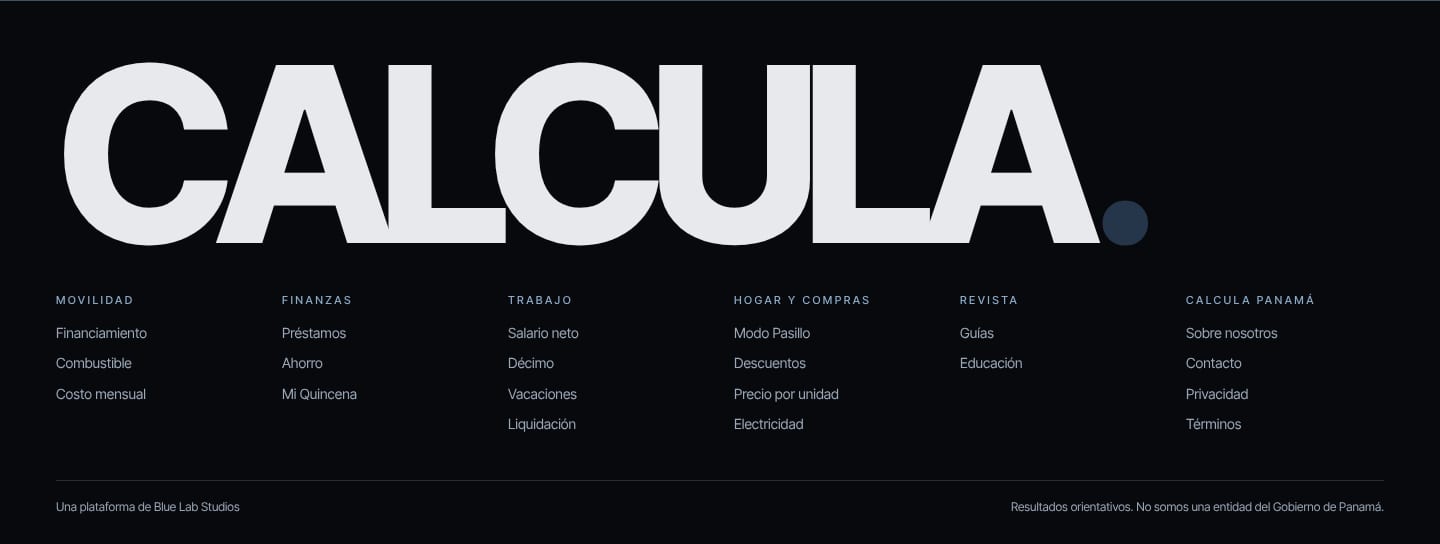 CALCULA.
MOVILIDAD
Financiamiento
Combustible
Costo mensual
FINANZAS
Préstamos
Ahorro
Mi Quincena
TRABAJO
Salario neto
Décimo
Vacaciones
Liquidación
HOGAR Y COMPRAS
Modo Pasillo
Descuentos
Precio por unidad
Electricidad
REVISTA
Guías
Educación
CALCULA PANAMÁ
Sobre nosotros
Contacto
Privacidad
Términos
Una plataforma de Blue Lab Studios
Resultados orientativos. No somos una entidad del Gobierno de Panamá.